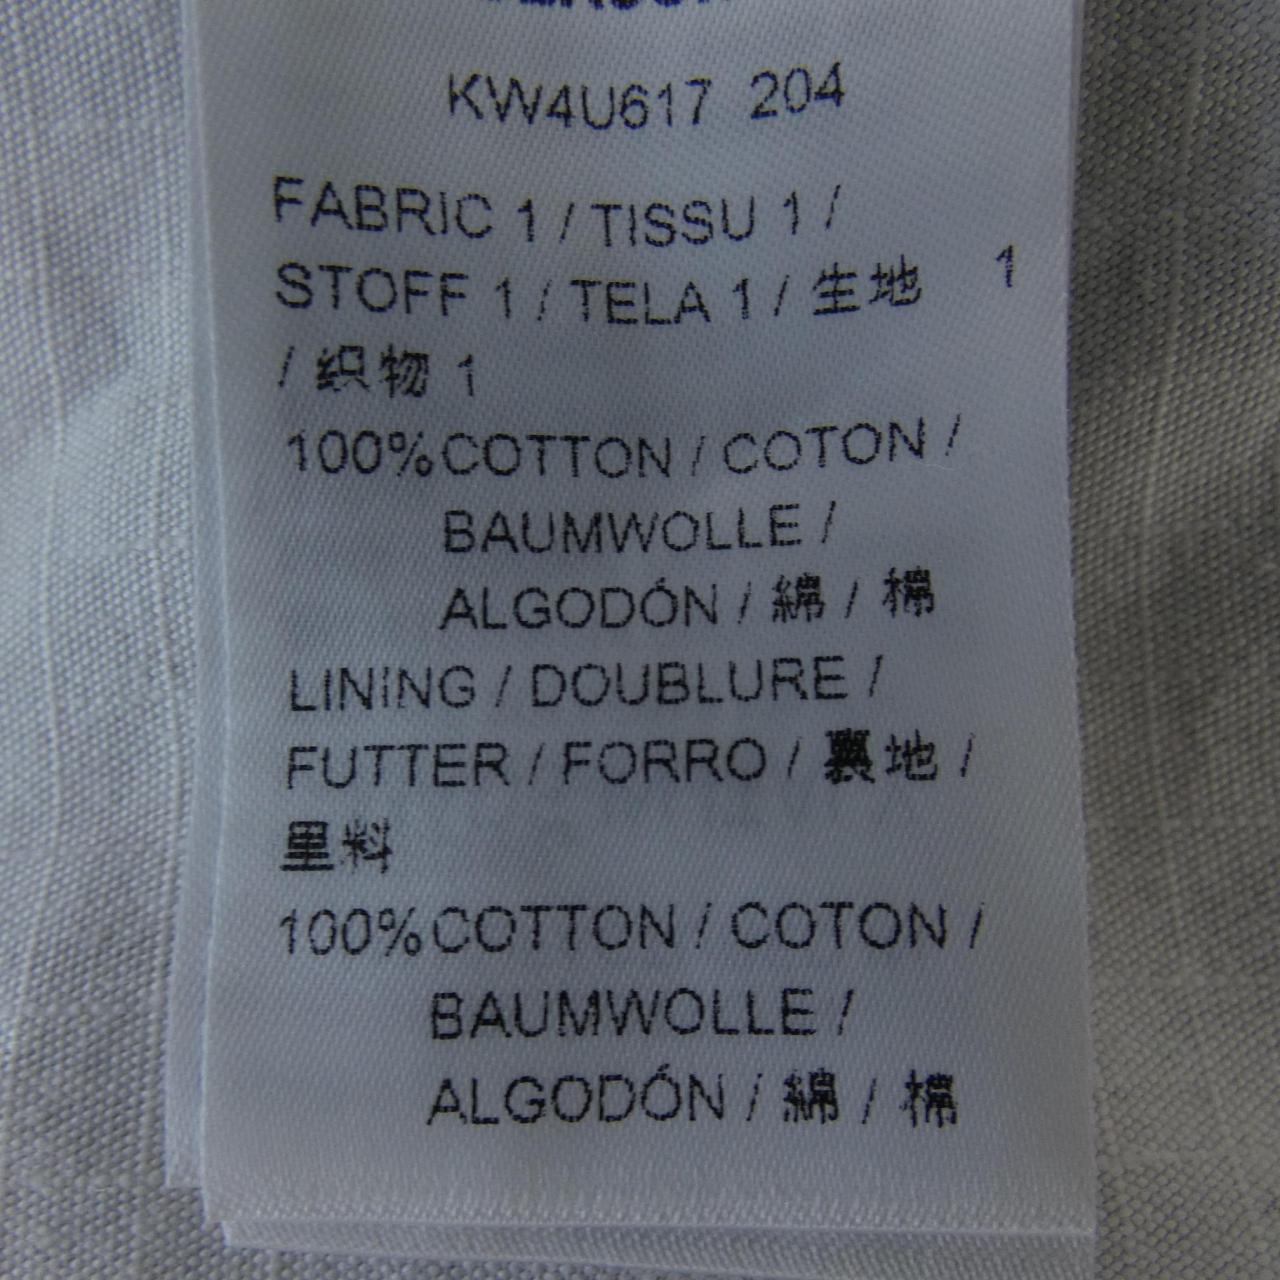 KW4U617 204
FABRIC 1 / TISSU 1 /
STOFF 1 / TELA 1 / 生地 1
/ 织物 1
100%COTTON / COTON /
BAUMWOLLE /
ALGODÓN / 綿 / 棉
LINING / DOUBLURE /
FUTTER / FORRO / 裏地 /
里料
100%COTTON / COTON /
BAUMWOLLE /
ALGODÓN / 綿 / 棉